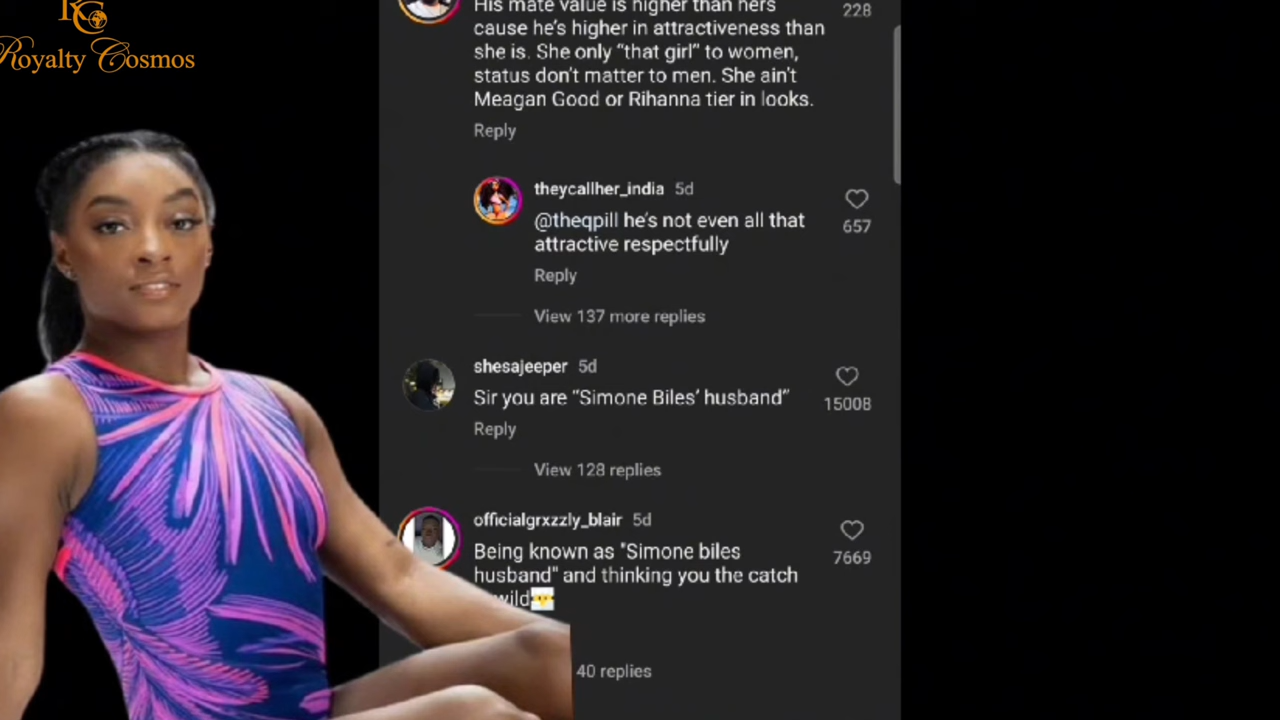 RC
Royalty Cosmos
His mate value is higher than hers
228
cause he's higher in attractiveness than
she is. She only “that girl” to women,
status don't matter to men. She ain't
Meagan Good or Rihanna tier in looks.
Reply
theycallher_india 5d
@theqpill he's not even all that
attractive respectfully
657
Reply
View 137 more replies
shesajeeper 5d
Sir you are “Simone Biles’ husband”
15008
Reply
View 128 replies
officialgrxzzly_blair 5d
Being known as "Simone biles
7669
husband" and thinking you the catch
wild
40 replies